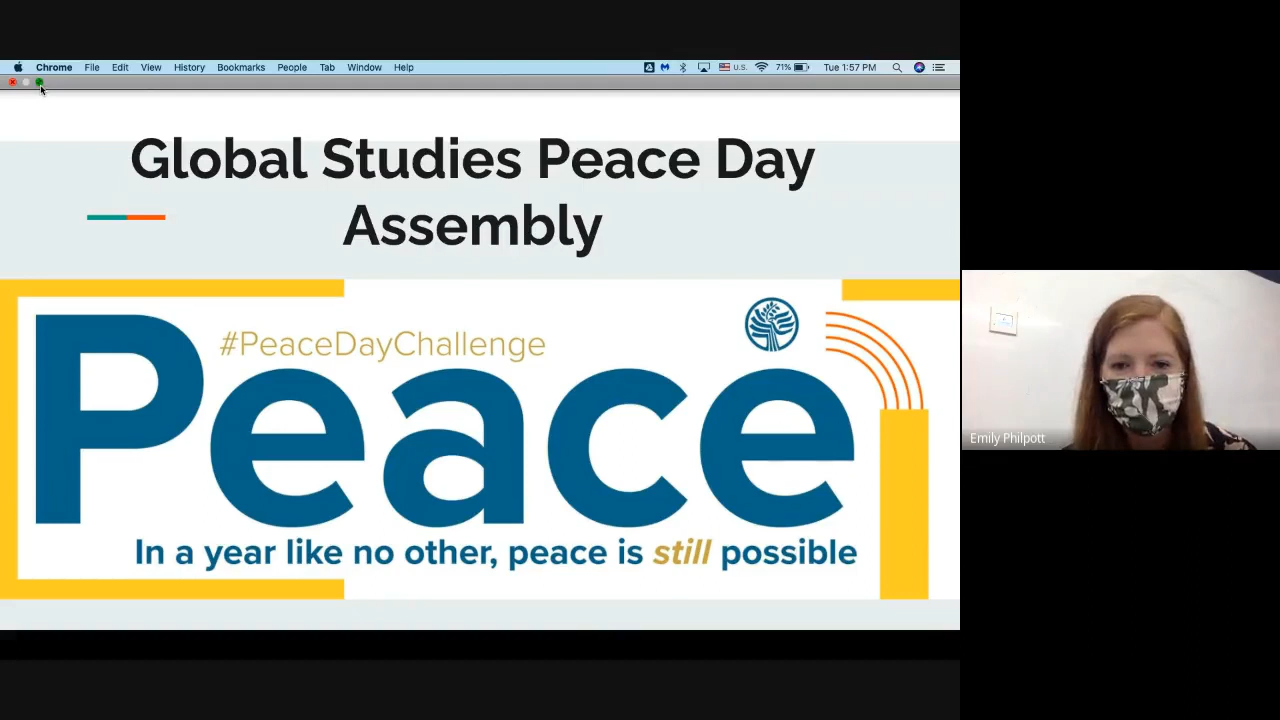 Chrome File Edit View History Bookmarks People Tab Window Help U.S. 71% Tue 1:57 PM
Global Studies Peace Day
Assembly
#PeaceDayChallenge
Peace
In a year like no other, peace is still possible
Emily Philpott